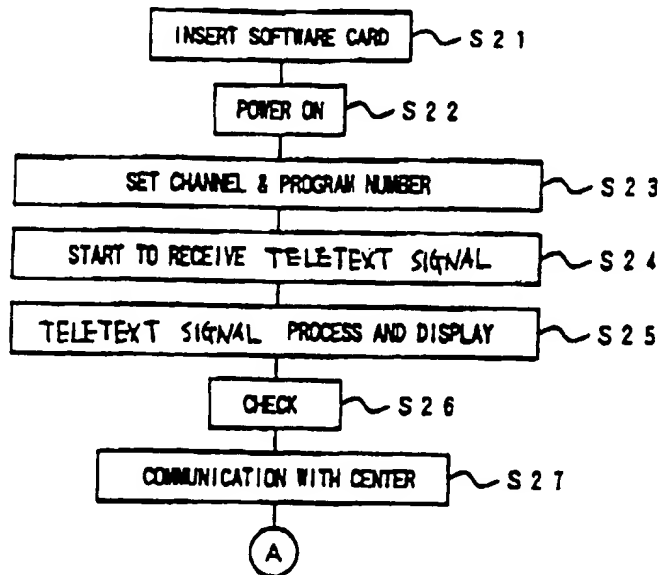 INSERT SOFTWARE CARD S21
POWER ON S22
SET CHANNEL & PROGRAM NUMBER S23
START TO RECEIVE TELETEXT SIGNAL S24
TELETEXT SIGNAL PROCESS AND DISPLAY S25
CHECK S26
COMMUNICATION WITH CENTER S27
A